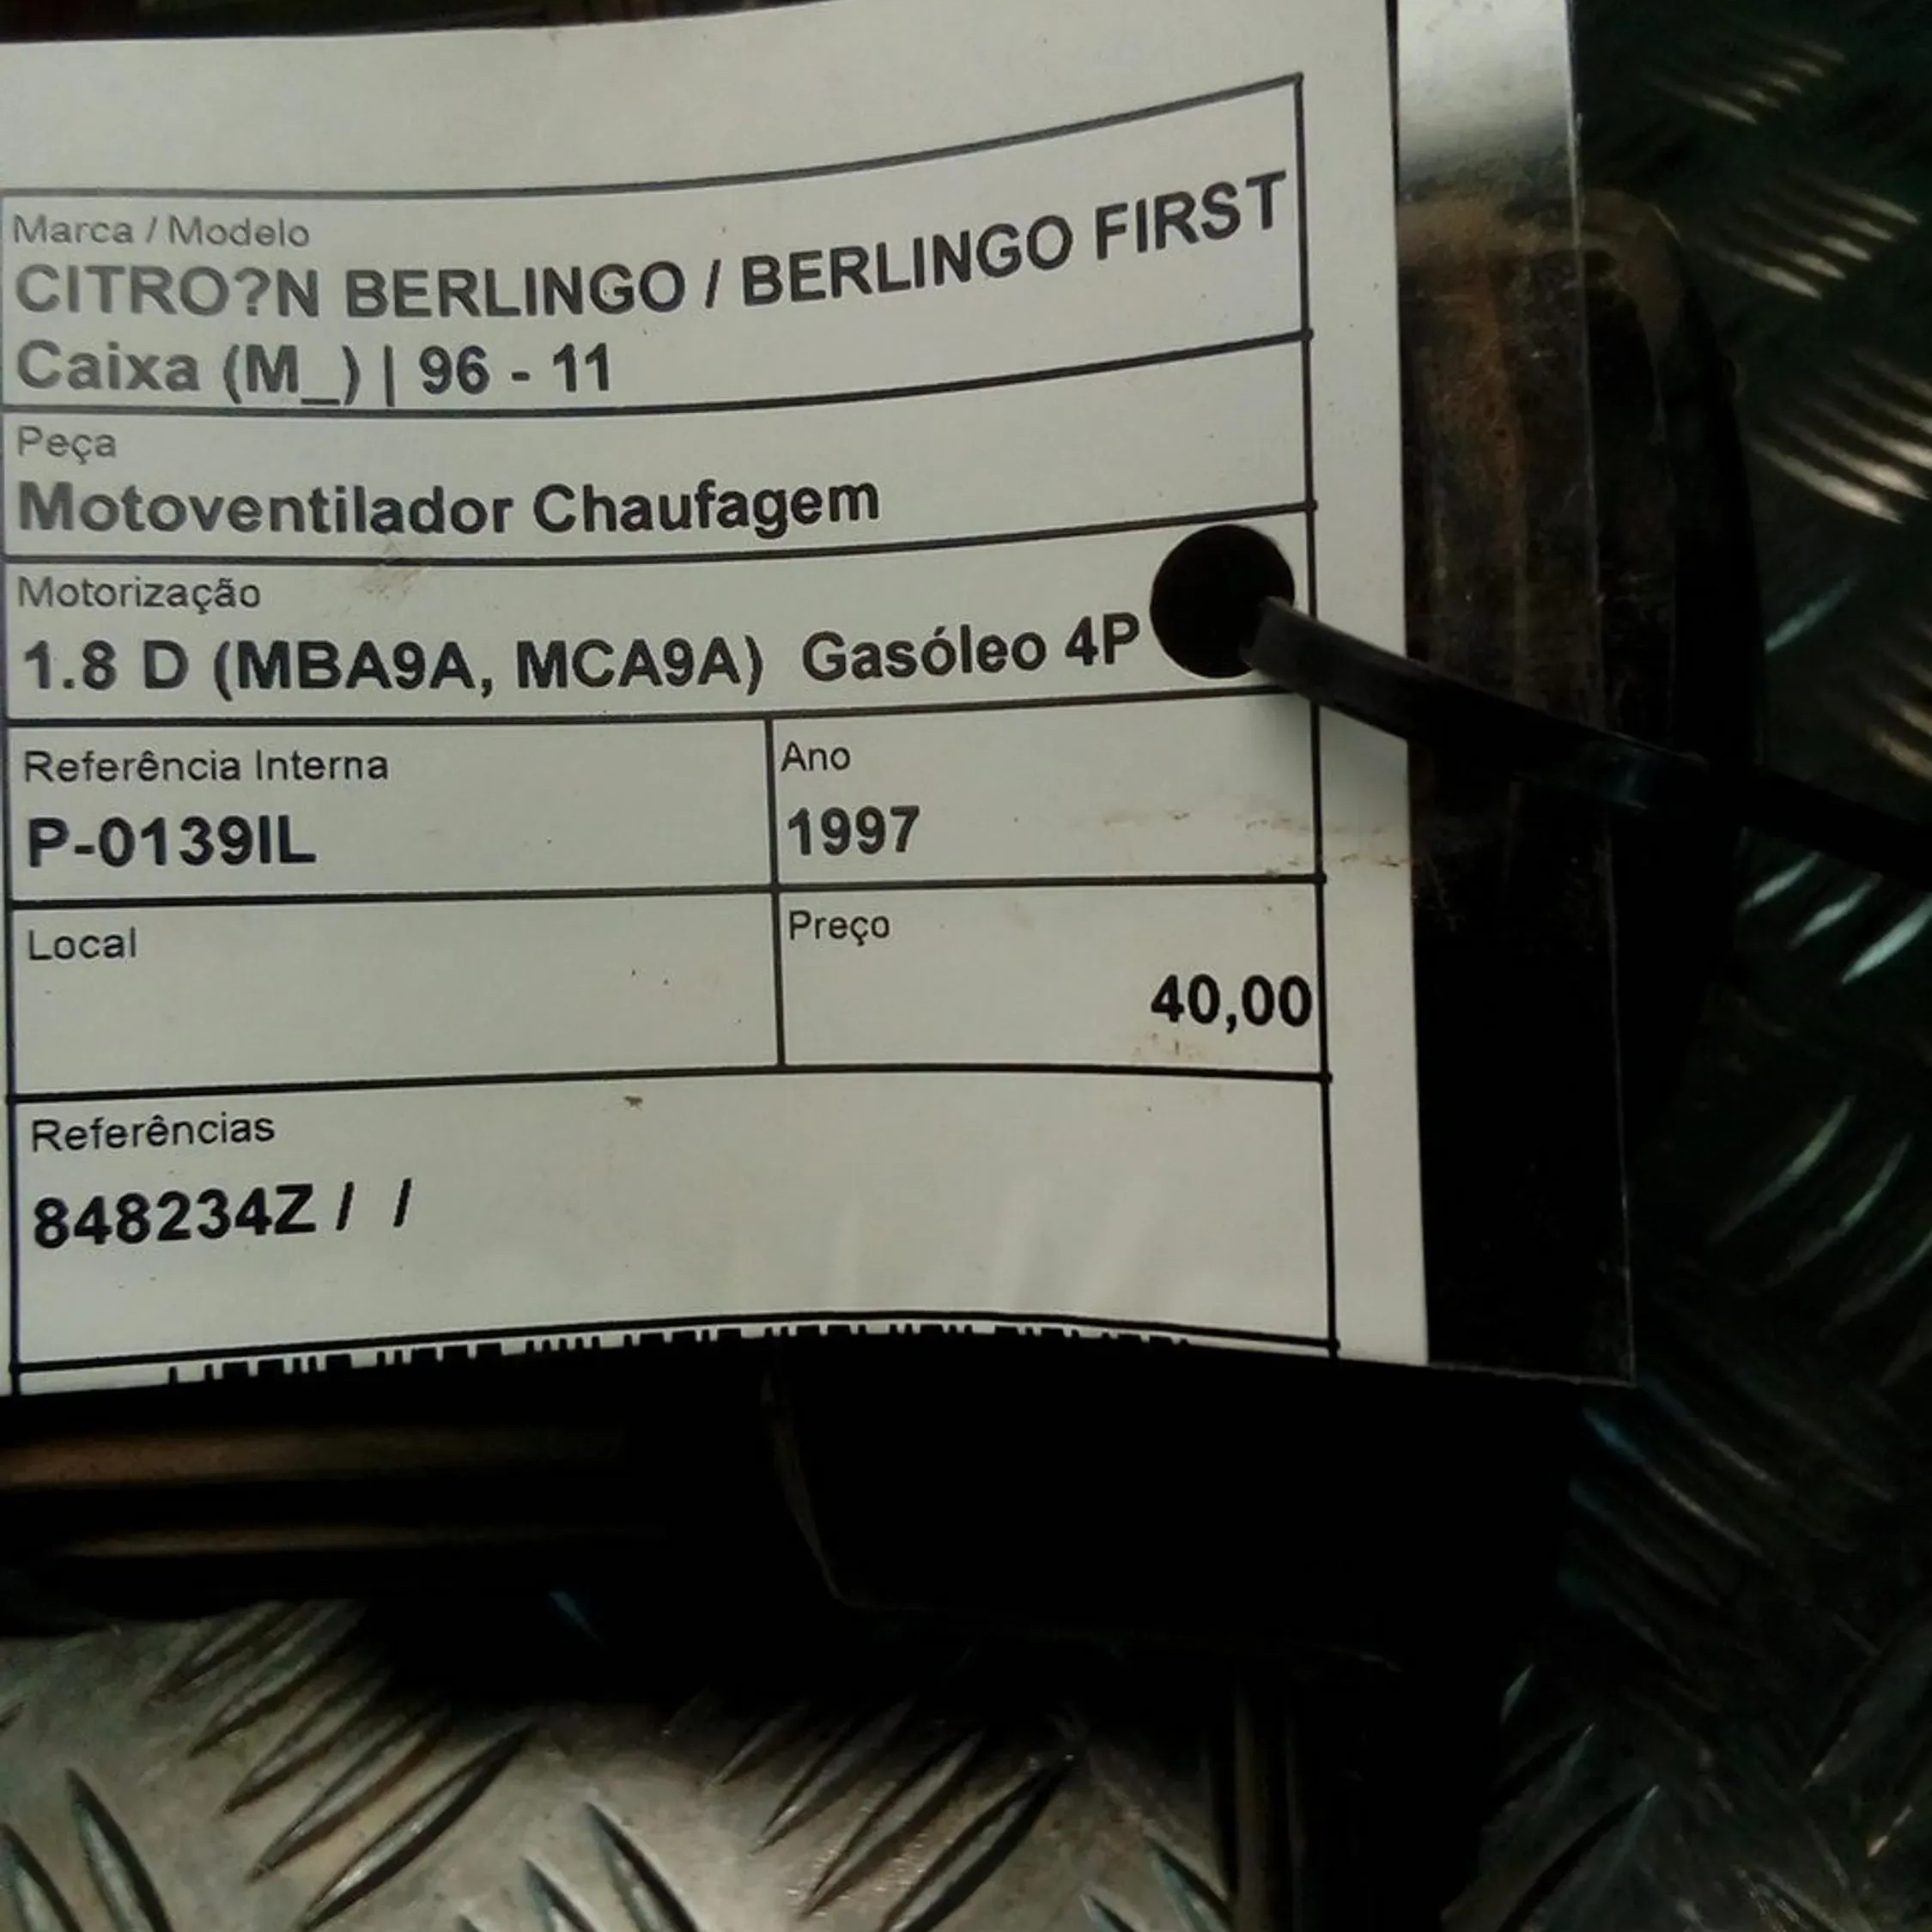 Marca / Modelo
CITRO?N BERLINGO / BERLINGO FIRST
Caixa (M_) | 96 - 11
Peça
Motoventilador Chaufagem
Motorização
1.8 D (MBA9A, MCA9A)  Gasóleo 4P
Referência Interna
P-0139IL
Ano
1997
Local
Preço
40,00
Referências
848234Z /  /